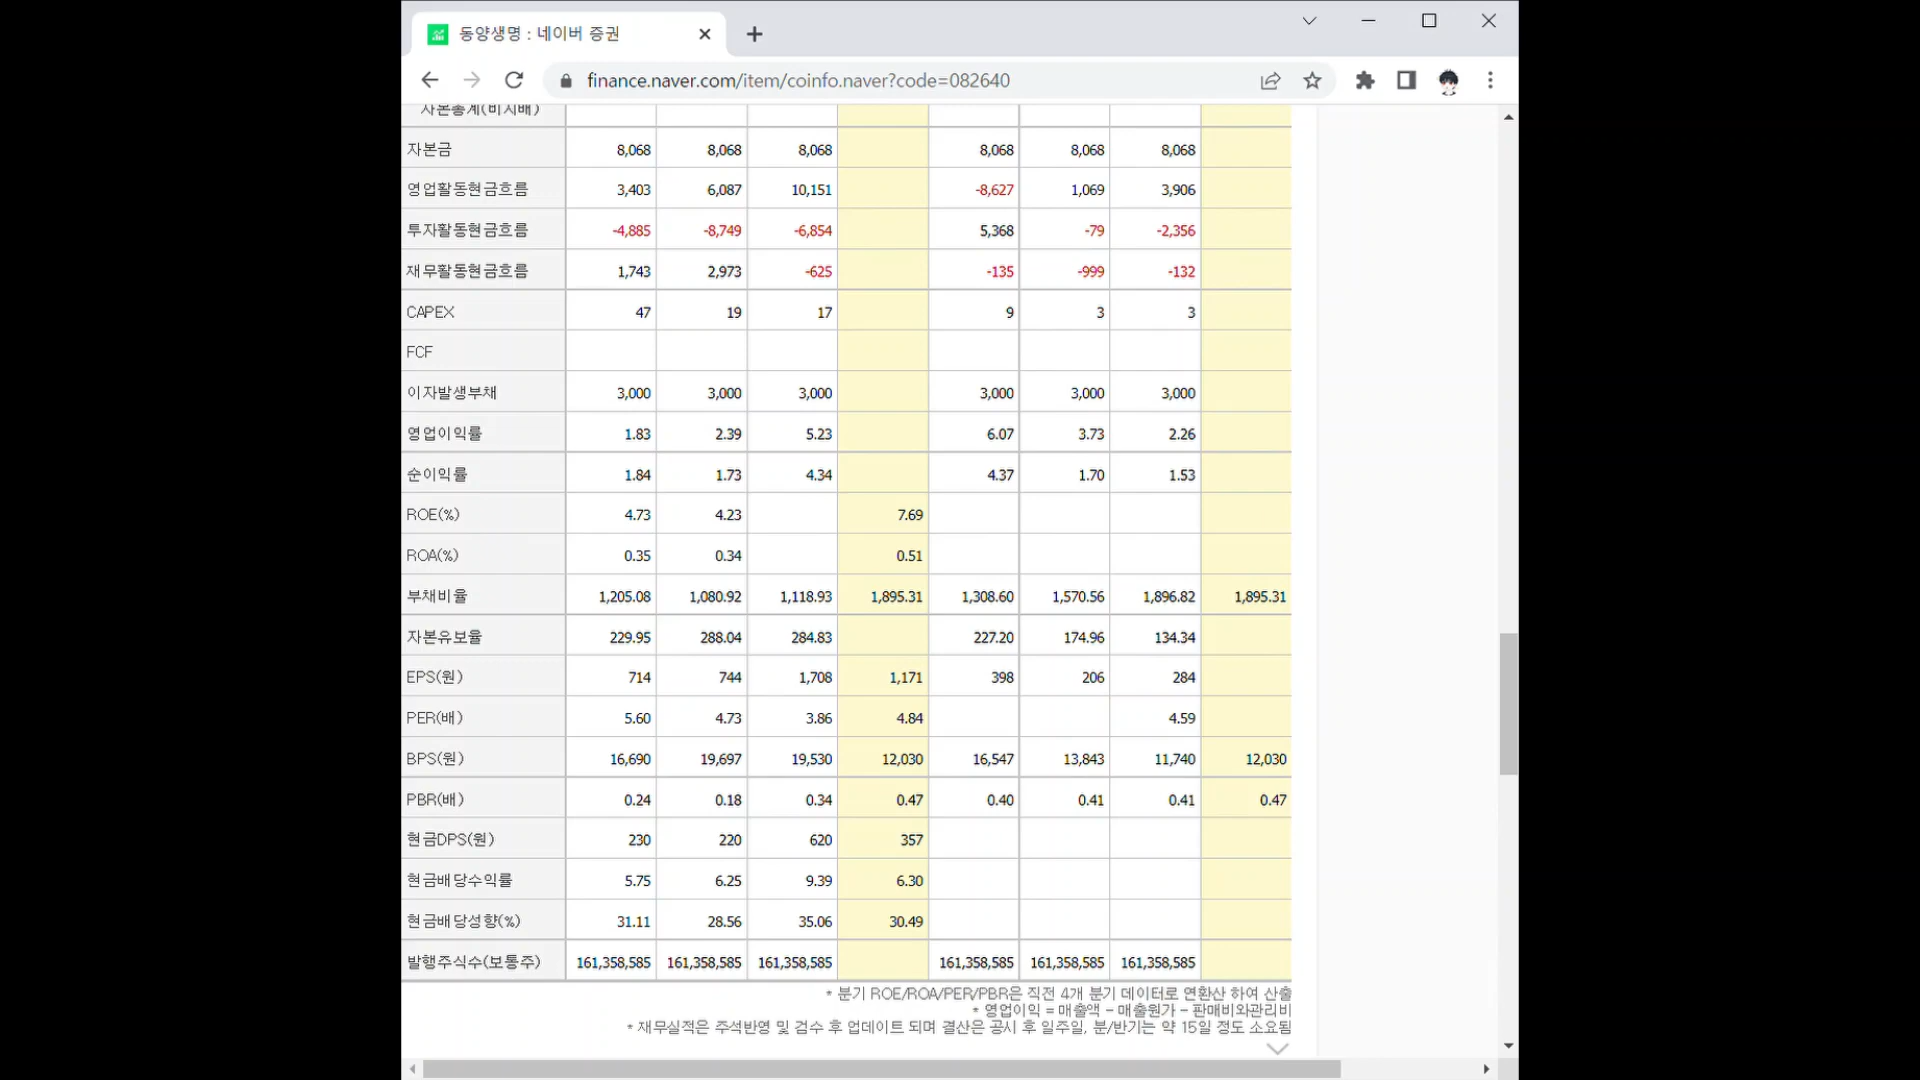 동양생명 : 네이버 증권
finance.naver.com/item/coinfo.naver?code=082640
자본총계(비지배)
자본금 8,068 8,068 8,068 8,068 8,068 8,068
영업활동현금흐름 3,403 6,087 10,151 -8,627 1,069 3,906
투자활동현금흐름 -4,885 -8,749 -6,854 5,368 -79 -2,356
재무활동현금흐름 1,743 2,973 -625 -135 -999 -132
CAPEX 47 19 17 9 3 3
FCF
이자발생부채 3,000 3,000 3,000 3,000 3,000 3,000
영업이익률 1.83 2.39 5.23 6.07 3.73 2.26
순이익률 1.84 1.73 4.34 4.37 1.70 1.53
ROE(%) 4.73 4.23 7.69
ROA(%) 0.35 0.34 0.51
부채비율 1,205.08 1,080.92 1,118.93 1,895.31 1,308.60 1,570.56 1,896.82 1,895.31
자본유보율 229.95 288.04 284.83 227.20 174.96 134.34
EPS(원) 714 744 1,708 1,171 398 206 284
PER(배) 5.60 4.73 3.86 4.84 4.59
BPS(원) 16,690 19,697 19,530 12,030 16,547 13,843 11,740 12,030
PBR(배) 0.24 0.18 0.34 0.47 0.40 0.41 0.41 0.47
현금DPS(원) 230 220 620 357
현금배당수익률 5.75 6.25 9.39 6.30
현금배당성향(%) 31.11 28.56 35.06 30.49
발행주식수(보통주) 161,358,585 161,358,585 161,358,585 161,358,585 161,358,585 161,358,585
* 분기 ROE/ROA/PER/PBR은 직전 4개 분기 데이터로 연환산 하여 산출
* 영업이익 = 매출액 - 매출원가 - 판매비와관리비
* 재무실적은 주석반영 및 검수 후 업데이트 되며 결산은 공시 후 일주일, 분/반기는 약 15일 정도 소요됨